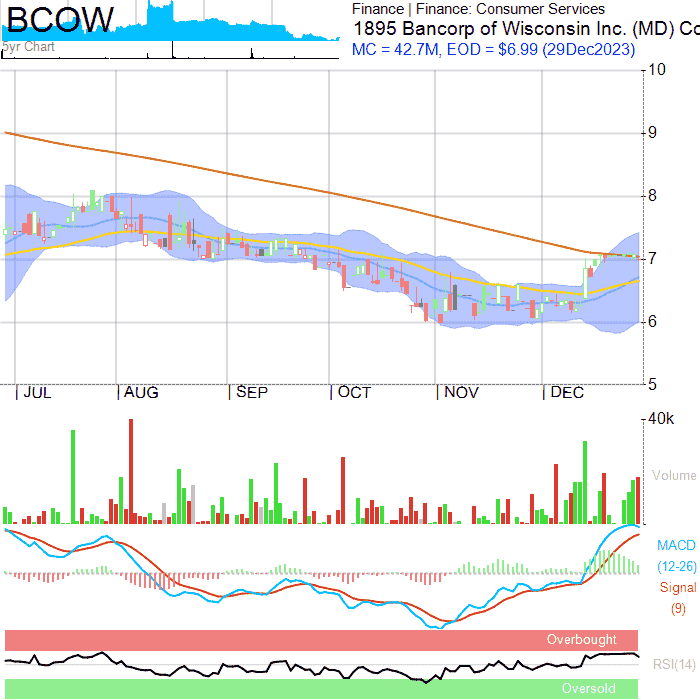 BCOW
5yr Chart
Finance | Finance: Consumer Services
1895 Bancorp of Wisconsin Inc. (MD) Co
MC = 42.7M, EOD = $6.99 (29Dec2023)
10
9
8
7
6
5
JUL AUG SEP OCT NOV DEC
40k
Volume
MACD
(12-26)
Signal
(9)
Overbought
RSI(14)
Oversold